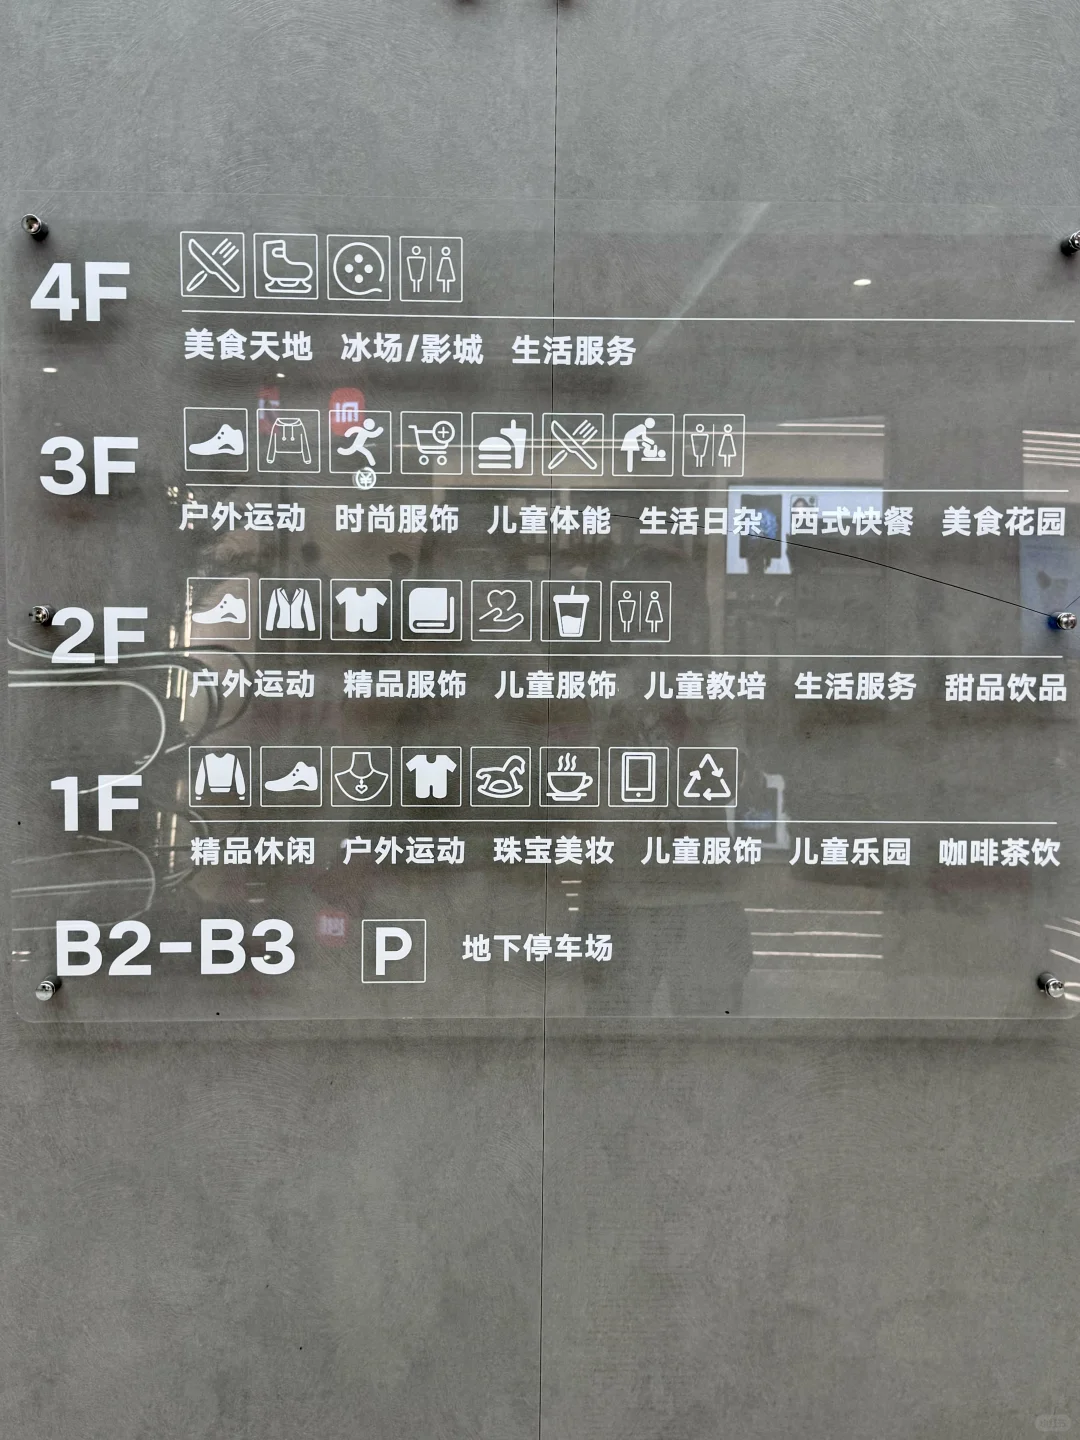 4F
美食天地 冰场/影城 生活服务
3F
户外运动 时尚服饰 儿童体能 生活日杂 西式快餐 美食花园
2F
户外运动 精品服饰 儿童服饰 儿童教培 生活服务 甜品饮品
1F
精品休闲 户外运动 珠宝美妆 儿童服饰 儿童乐园 咖啡茶饮
B2-B3 P 地下停车场